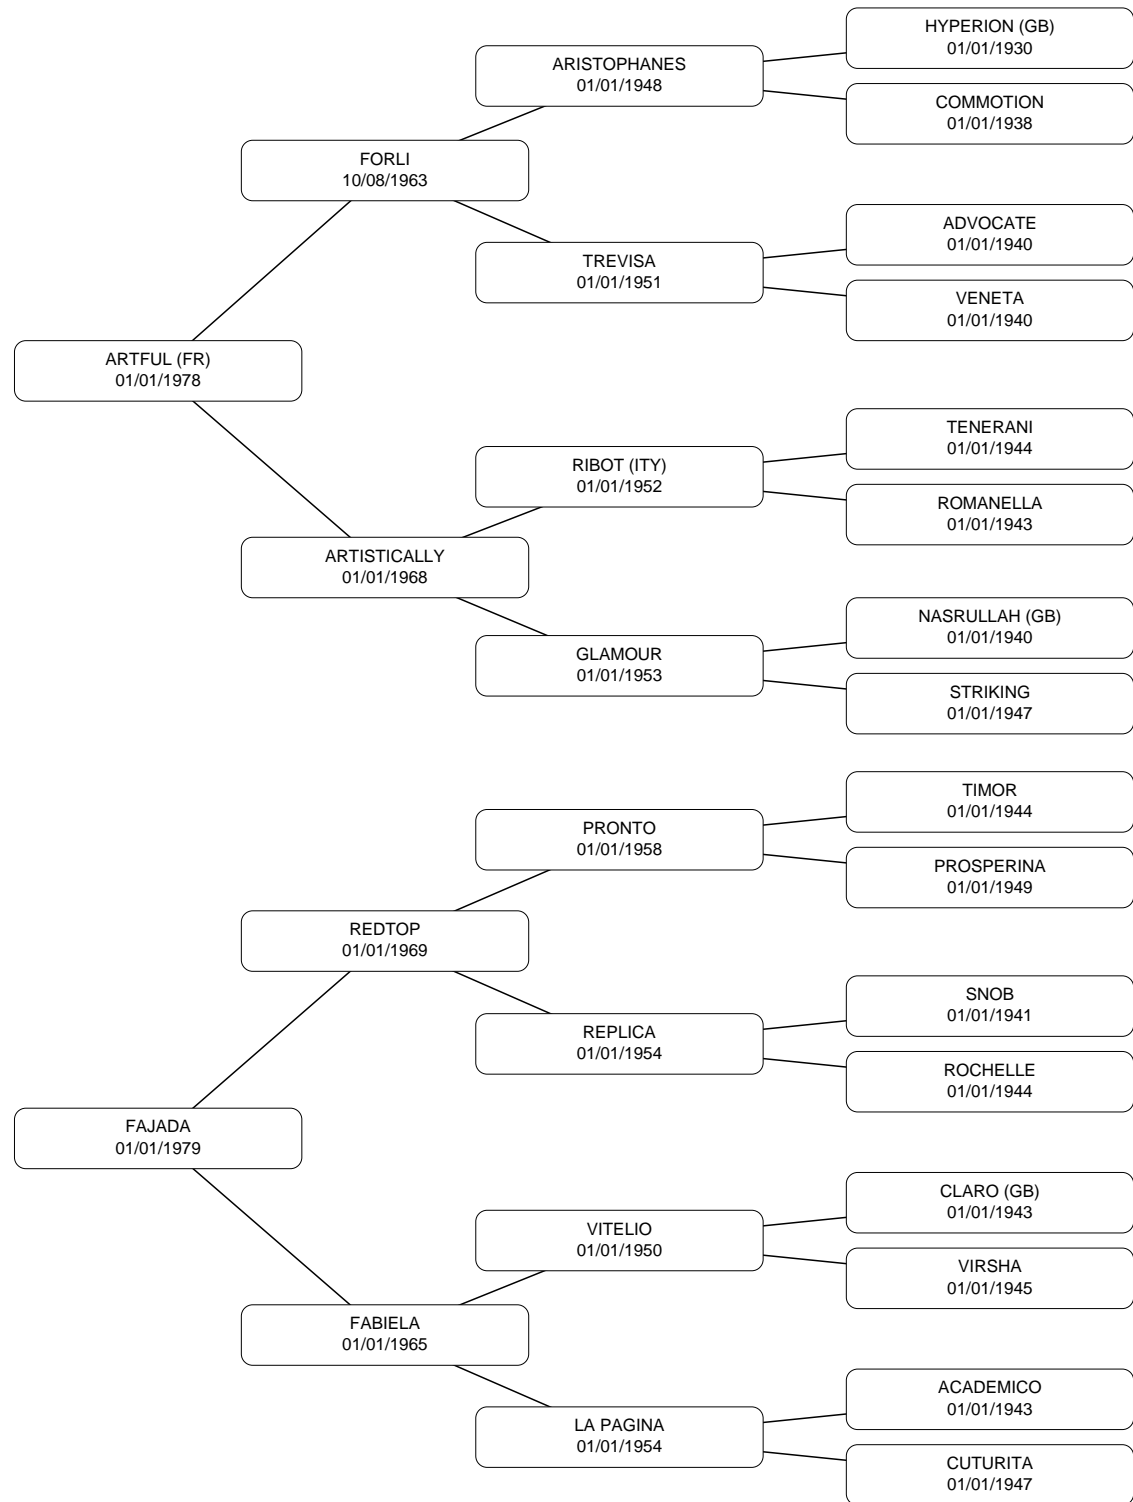 HYPERION (GB)
01/01/1930
ARISTOPHANES
01/01/1948
COMMOTION
01/01/1938
FORLI
10/08/1963
ADVOCATE
01/01/1940
TREVISA
01/01/1951
VENETA
01/01/1940
ARTFUL (FR)
01/01/1978
TENERANI
01/01/1944
RIBOT (ITY)
01/01/1952
ROMANELLA
01/01/1943
ARTISTICALLY
01/01/1968
NASRULLAH (GB)
01/01/1940
GLAMOUR
01/01/1953
STRIKING
01/01/1947
TIMOR
01/01/1944
PRONTO
01/01/1958
PROSPERINA
01/01/1949
REDTOP
01/01/1969
SNOB
01/01/1941
REPLICA
01/01/1954
ROCHELLE
01/01/1944
FAJADA
01/01/1979
CLARO (GB)
01/01/1943
VITELIO
01/01/1950
VIRSHA
01/01/1945
FABIELA
01/01/1965
ACADEMICO
01/01/1943
LA PAGINA
01/01/1954
CUTURITA
01/01/1947